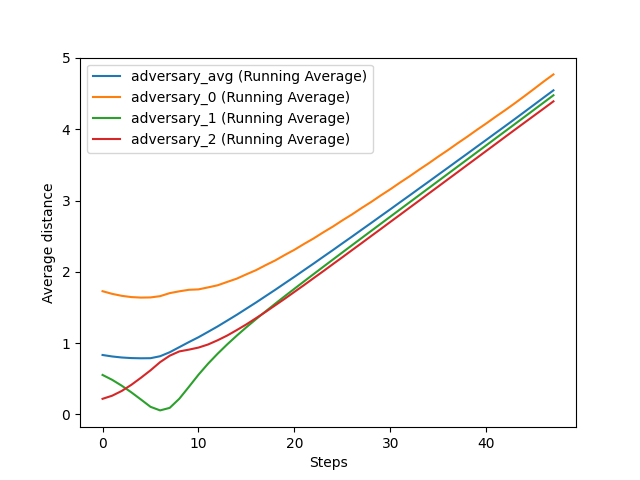 adversary_avg (Running Average)
adversary_0 (Running Average)
adversary_1 (Running Average)
adversary_2 (Running Average)
Average distance
5
4
3
2
1
0
0 10 20 30 40
Steps